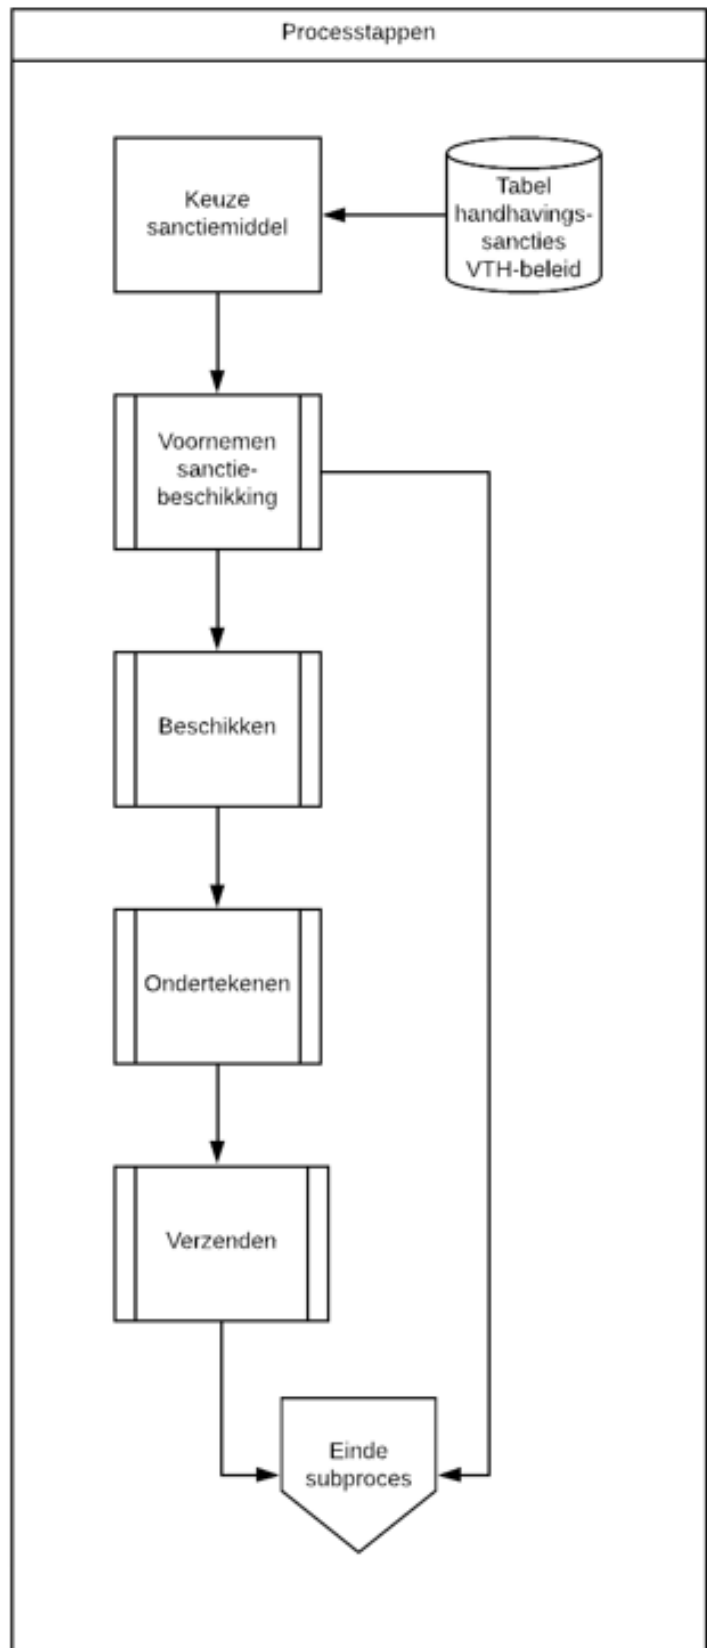 Processtappen
Keuze
sanctiemiddel
Tabel
handhavings-
sancties
VTH-beleid
Voornemen
sanctie-
beschikking
Beschikken
Ondertekenen
Verzenden
Einde
subproces